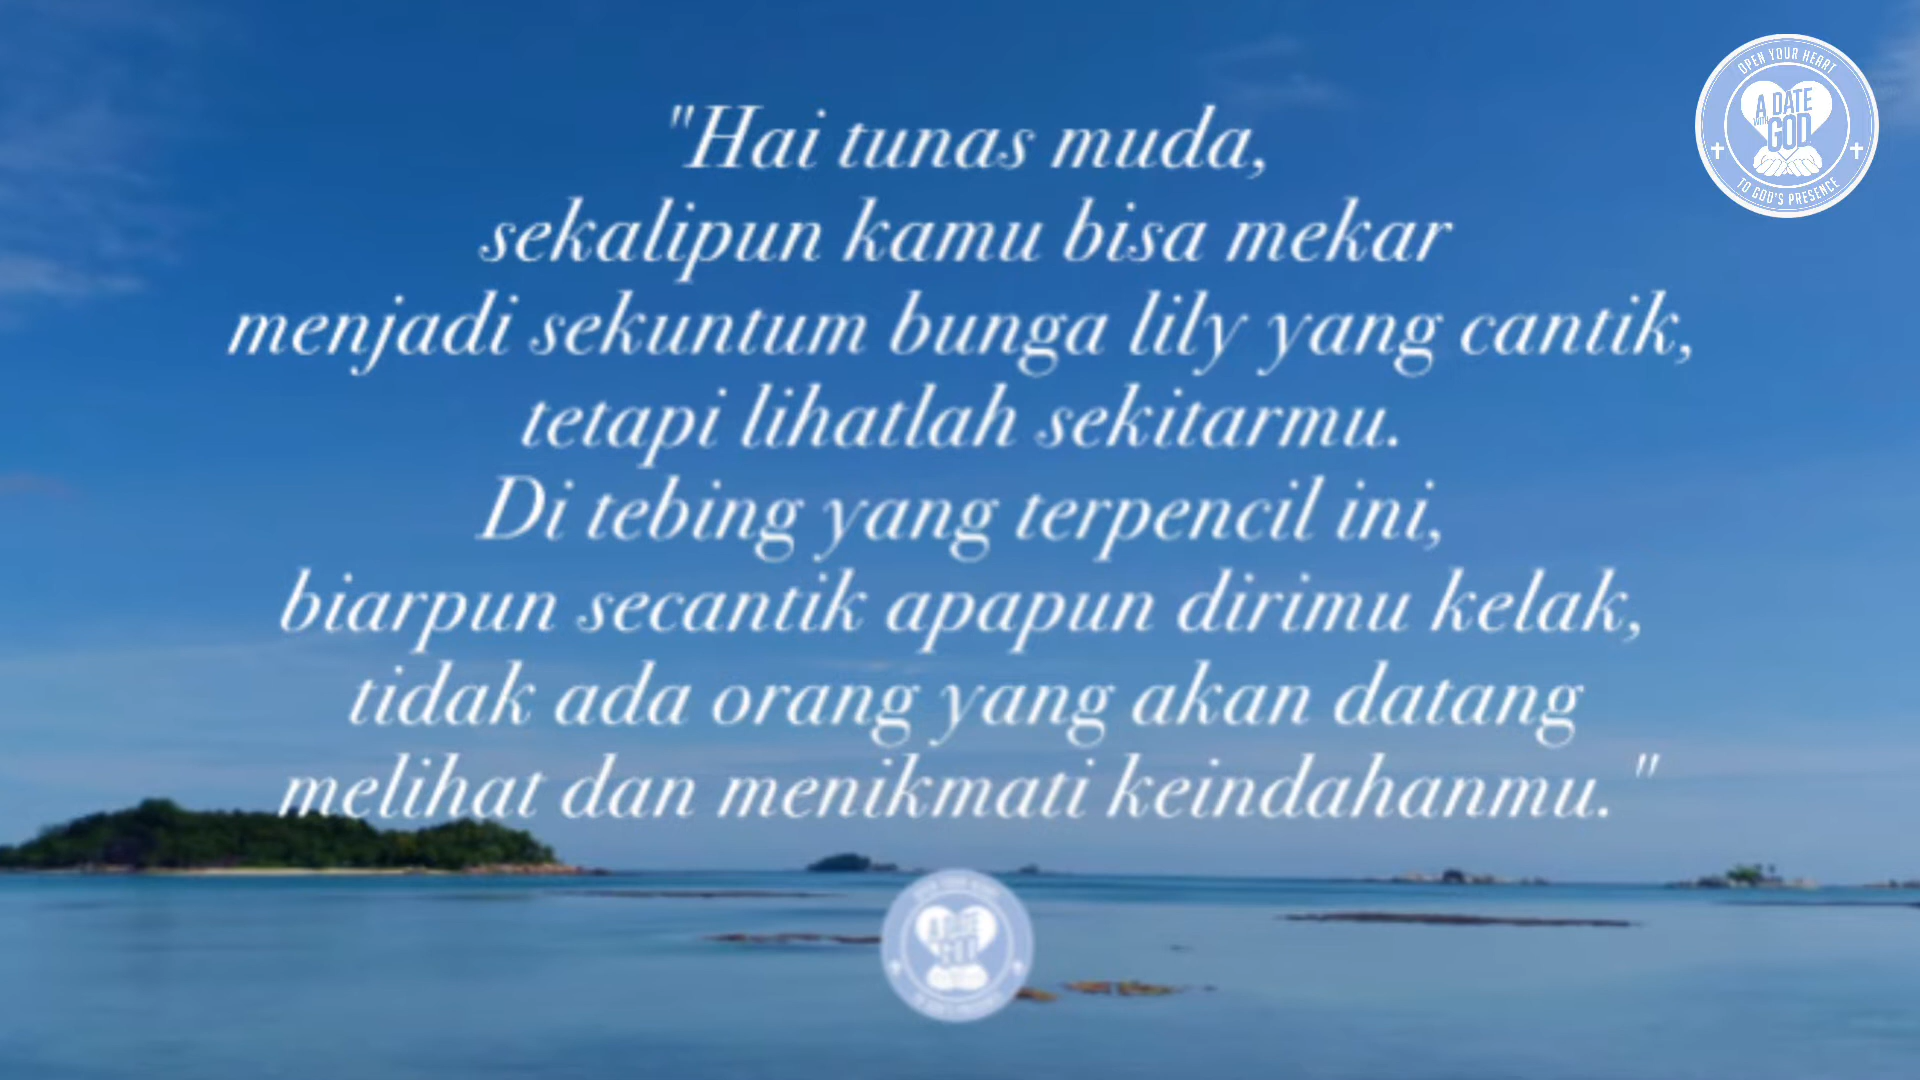 "Hai tunas muda,
sekalipun kamu bisa mekar
menjadi sekuntum bunga lily yang cantik,
tetapi lihatlah sekitarmu.
Di tebing yang terpencil ini,
biarpun secantik apapun dirimu kelak,
tidak ada orang yang akan datang
melihat dan menikmati keindahanmu."
OPEN YOUR HEART
A DATE
WITH
GOD
TO GOD'S PRESENCE
A DATE
GOD